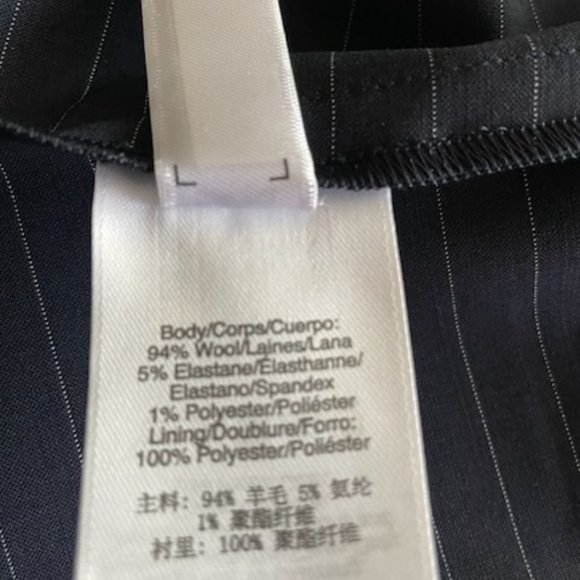 Body/Corps/Cuerpo:
94% Wool/Laines/Lana
5% Elastane/Élasthanne/
Elastano/Spandex
1% Polyester/Poliéster
Lining/Doublure/Forro:
100% Polyester/Poliéster
主料: 94% 羊毛 5% 氨纶
1% 聚酯纤维
衬里: 100% 聚酯纤维